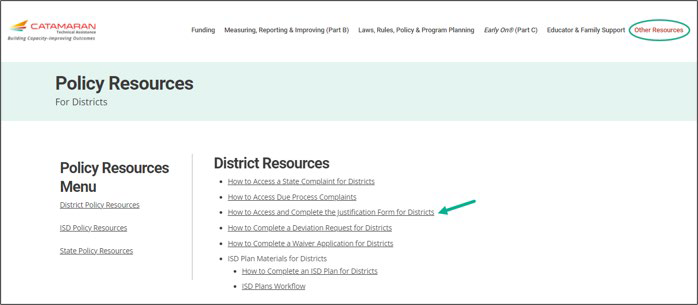 CATAMARAN
Technical Assistance
Building Capacity-Improving Outcomes
Funding Measuring, Reporting & Improving (Part B) Laws, Rules, Policy & Program Planning Early On® (Part C) Educator & Family Support Other Resources
Policy Resources
For Districts
Policy Resources
Menu
District Policy Resources
ISD Policy Resources
State Policy Resources
District Resources
• How to Access a State Complaint for Districts
• How to Access Due Process Complaints
• How to Access and Complete the Justification Form for Districts
• How to Complete a Deviation Request for Districts
• How to Complete a Waiver Application for Districts
• ISD Plan Materials for Districts
• How to Complete an ISD Plan for Districts
• ISD Plans Workflow